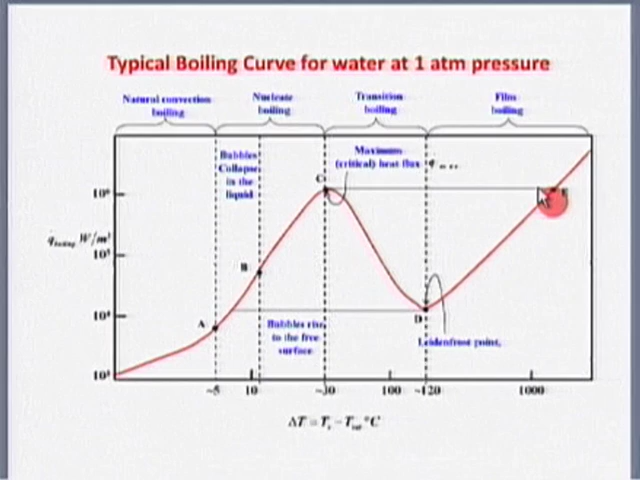 Typical Boiling Curve for water at 1 atm pressure
Natural convection
boiling
Nucleate
boiling
Transition
boiling
Film
boiling
Bubbles
Collapse
in the
liquid
Maximum
(critical) heat flux
C
E
10⁶
q boiling W/m²
10⁵
B
10⁴
A
D
Bubbles rise
to the free
surface
Leidenfrost point,
10³
~5
10
~30
100
~120
1000
ΔT = Ts − Tsat °C